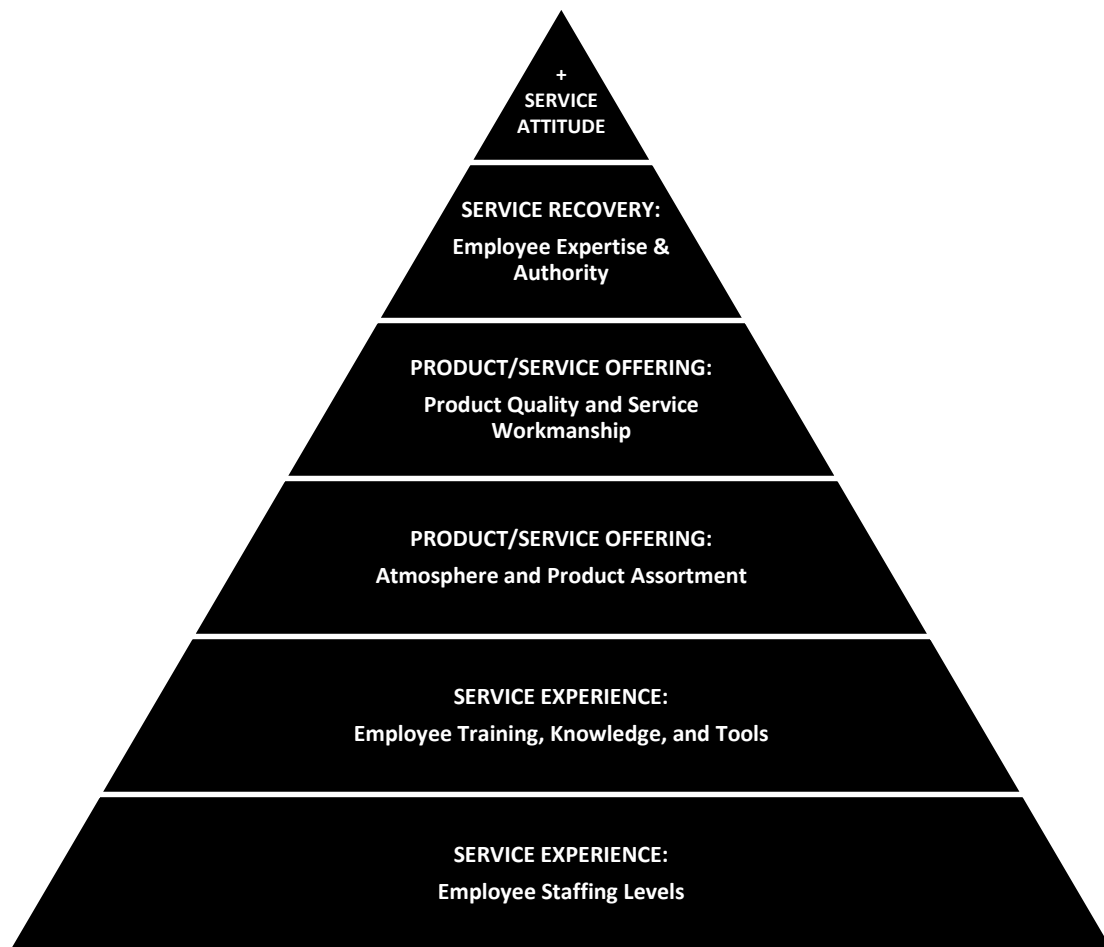 +
SERVICE
ATTITUDE
SERVICE RECOVERY:
Employee Expertise &
Authority
PRODUCT/SERVICE OFFERING:
Product Quality and Service
Workmanship
PRODUCT/SERVICE OFFERING:
Atmosphere and Product Assortment
SERVICE EXPERIENCE:
Employee Training, Knowledge, and Tools
SERVICE EXPERIENCE:
Employee Staffing Levels